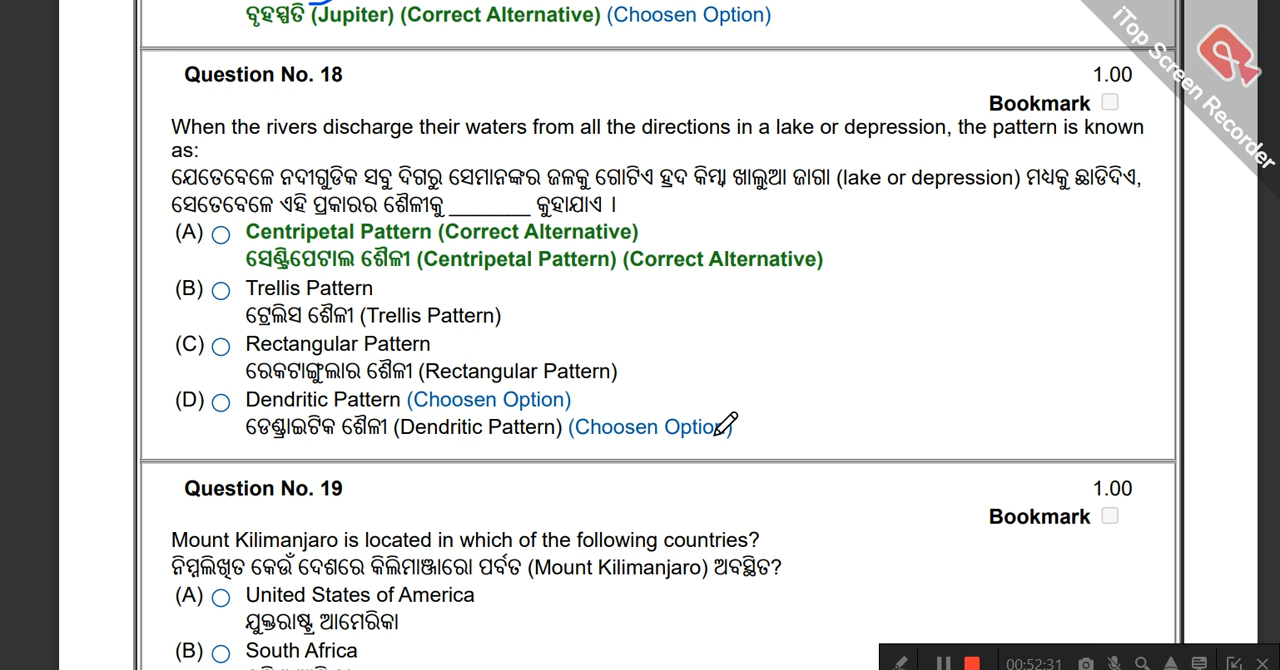 ବୃହସ୍ପତି (Jupiter) (Correct Alternative) (Choosen Option)
Question No. 18 1.00
Bookmark
When the rivers discharge their waters from all the directions in a lake or depression, the pattern is known
as:
ଯେତେବେଳେ ନଦୀଗୁଡିକ ସବୁ ଦିଗରୁ ସେମାନଙ୍କର ଜଳକୁ ଗୋଟିଏ ହ୍ରଦ କିମ୍ବା ଖାଲୁଆ ଜାଗା (lake or depression) ମଧ୍ୟକୁ ଛାଡିଦିଏ,
ସେତେବେଳେ ଏହି ପ୍ରକାରର ଶୈଳୀକୁ _______ କୁହାଯାଏ ।
(A) Centripetal Pattern (Correct Alternative)
ସେଣ୍ଟ୍ରିପେଟାଲ ଶୈଳୀ (Centripetal Pattern) (Correct Alternative)
(B) Trellis Pattern
ଟ୍ରେଲିସ ଶୈଳୀ (Trellis Pattern)
(C) Rectangular Pattern
ରେକଟାଙ୍ଗୁଲାର ଶୈଳୀ (Rectangular Pattern)
(D) Dendritic Pattern (Choosen Option)
ଡେଣ୍ଡ୍ରାଇଟିକ ଶୈଳୀ (Dendritic Pattern) (Choosen Option)
Question No. 19 1.00
Bookmark
Mount Kilimanjaro is located in which of the following countries?
ନିମ୍ନଲିଖିତ କେଉଁ ଦେଶରେ କିଲିମାଞ୍ଜାରୋ ପର୍ବତ (Mount Kilimanjaro) ଅବସ୍ଥିତ?
(A) United States of America
ଯୁକ୍ତରାଷ୍ଟ୍ର ଆମେରିକା
(B) South Africa
iTop Screen Recorder
00:52:31